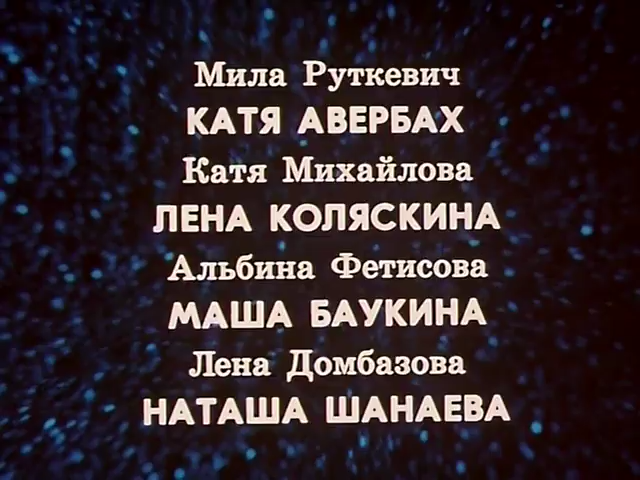 Мила Руткевич
КАТЯ АВЕРБАХ
Катя Михайлова
ЛЕНА КОЛЯСКИНА
Альбина Фетисова
МАША БАУКИНА
Лена Домбазова
НАТАША ШАНАЕВА